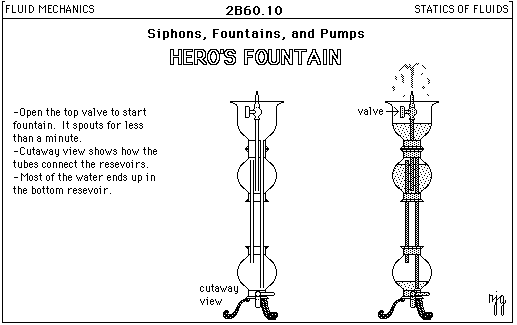 FLUID MECHANICS
2B60.10
STATICS OF FLUIDS
Siphons, Fountains, and Pumps
HERO'S FOUNTAIN
-Open the top valve to start
fountain. It spouts for less
than a minute.
-Cutaway view shows how the
tubes connect the resevoirs.
-Most of the water ends up in
the bottom resevoir.
valve
cutaway
view
njg